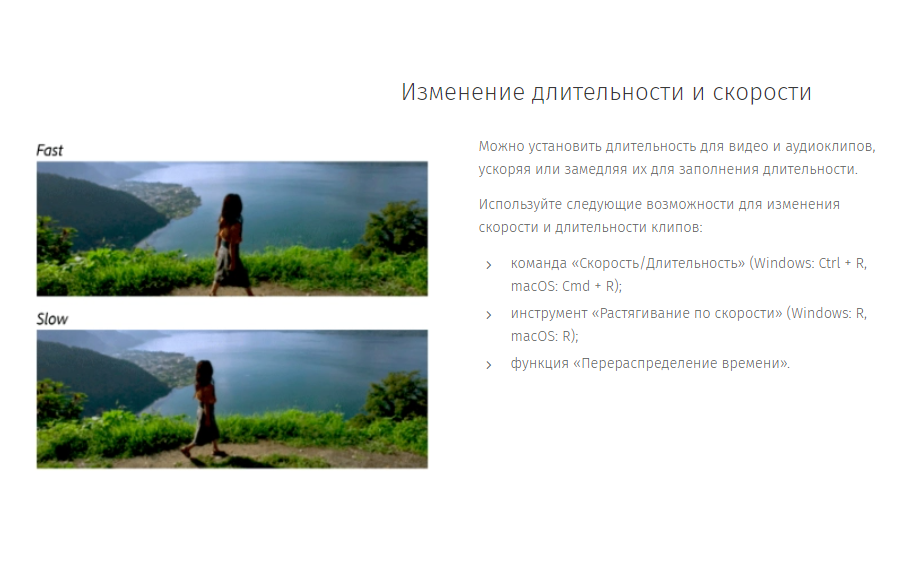 Изменение длительности и скорости
Fast
Slow
Можно установить длительность для видео и аудиоклипов,
ускоряя или замедляя их для заполнения длительности.
Используйте следующие возможности для изменения
скорости и длительности клипов:
команда «Скорость/Длительность» (Windows: Ctrl + R,
macOS: Cmd + R);
инструмент «Растягивание по скорости» (Windows: R,
macOS: R);
функция «Перераспределение времени».